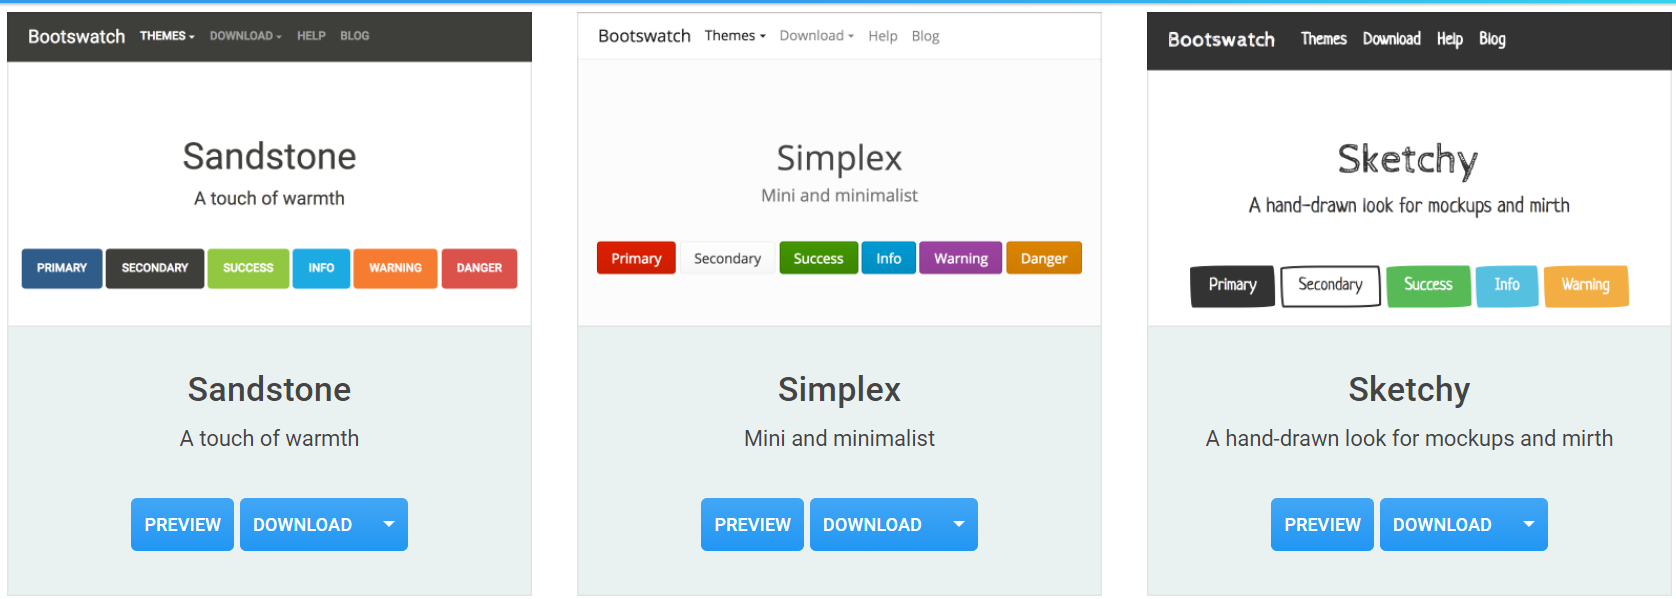 Bootswatch THEMES DOWNLOAD HELP BLOG
Sandstone
A touch of warmth
PRIMARY SECONDARY SUCCESS INFO WARNING DANGER
Sandstone
A touch of warmth
PREVIEW DOWNLOAD
Bootswatch Themes Download Help Blog
Simplex
Mini and minimalist
Primary Secondary Success Info Warning Danger
Simplex
Mini and minimalist
PREVIEW DOWNLOAD
Bootswatch Themes Download Help Blog
Sketchy
A hand-drawn look for mockups and mirth
Primary Secondary Success Info Warning
Sketchy
A hand-drawn look for mockups and mirth
PREVIEW DOWNLOAD